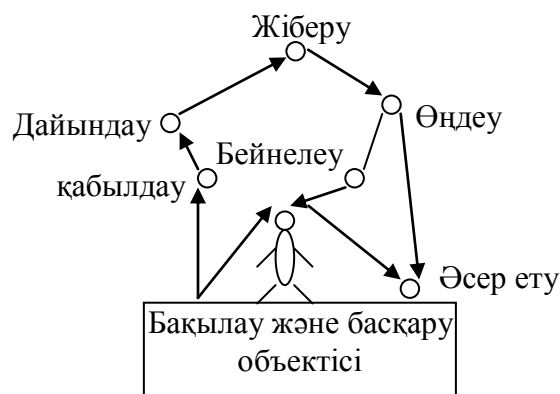 Жіберу
Дайындау
Өңдеу
Бейнелеу
қабылдау
Әсер ету
Бақылау және басқару
объектісі